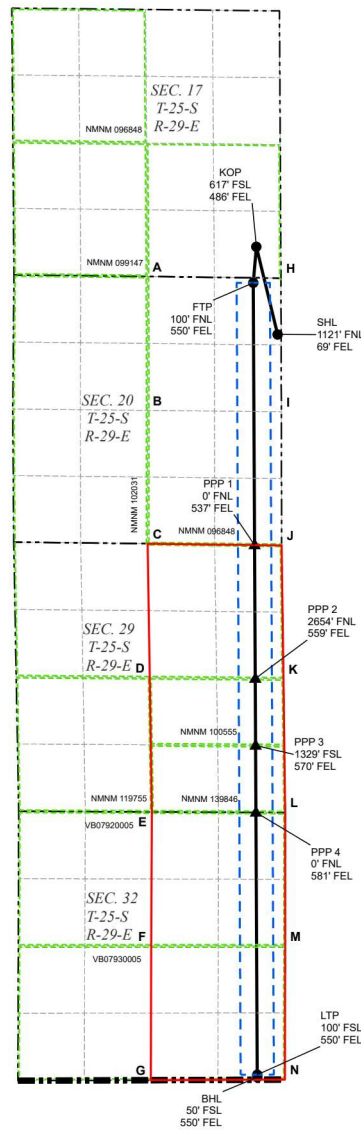 SEC. 17
T-25-S
R-29-E
NMNM 096848
KOP
617' FSL
486' FEL
NMNM 099147
A
H
FTP
100' FNL
550' FEL
SHL
1121' FNL
69' FEL
SEC. 20
T-25-S
R-29-E
B
I
PPP 1
0' FNL
537' FEL
NMNM 102031
C
NMNM 096848
J
SEC. 29
T-25-S
R-29-E
D
PPP 2
2654' FNL
559' FEL
K
NMNM 100555
PPP 3
1329' FSL
570' FEL
NMNM 119755
NMNM 139846
L
E
VB07920005
PPP 4
0' FNL
581' FEL
SEC. 32
T-25-S
R-29-E
F
M
VB07930005
LTP
100' FSL
550' FEL
G
N
BHL
50' FSL
550' FEL